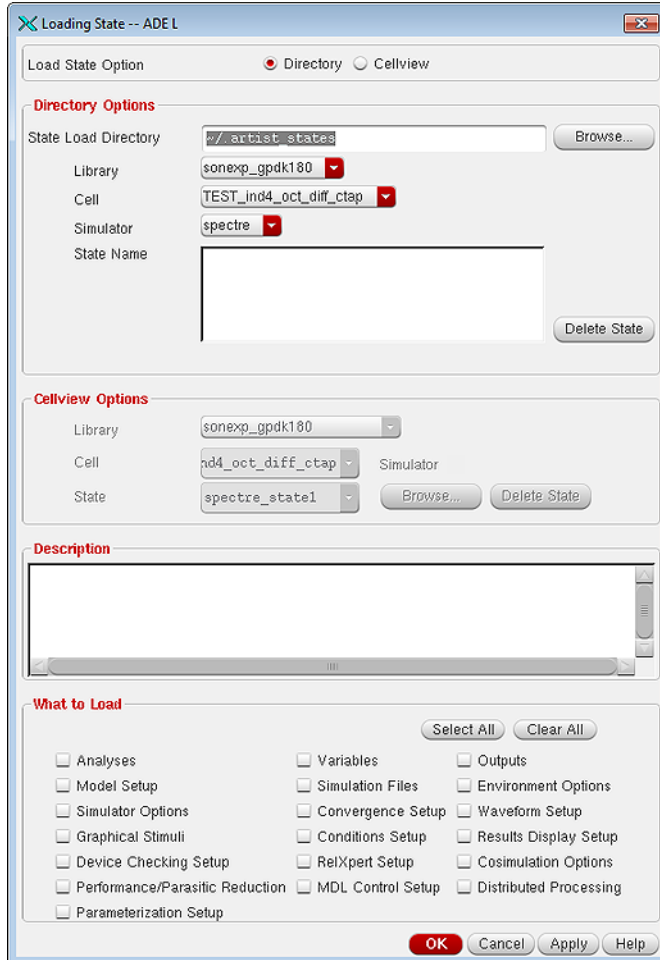 Loading State -- ADE L
Load State Option Directory Cellview
Directory Options
State Load Directory ~/.artist_states Browse...
Library sonexp_gpdk180
Cell TEST_ind4_oct_diff_ctap
Simulator spectre
State Name
Delete State
Cellview Options
Library sonexp_gpdk180
Cell nd4_oct_diff_ctap Simulator
State spectre_state1 Browse... Delete State
Description
What to Load
Select All Clear All
Analyses Variables Outputs
Model Setup Simulation Files Environment Options
Simulator Options Convergence Setup Waveform Setup
Graphical Stimuli Conditions Setup Results Display Setup
Device Checking Setup RelXpert Setup Cosimulation Options
Performance/Parasitic Reduction MDL Control Setup Distributed Processing
Parameterization Setup
OK Cancel Apply Help